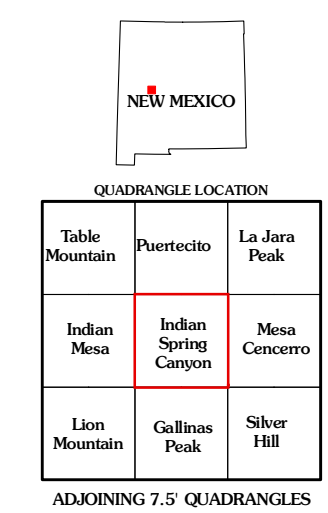 NEW MEXICO
QUADRANGLE LOCATION
Table
Mountain
Puertecito
La Jara
Peak
Indian
Mesa
Indian
Spring
Canyon
Mesa
Cencerro
Lion
Mountain
Gallinas
Peak
Silver
Hill
ADJOINING 7.5' QUADRANGLES